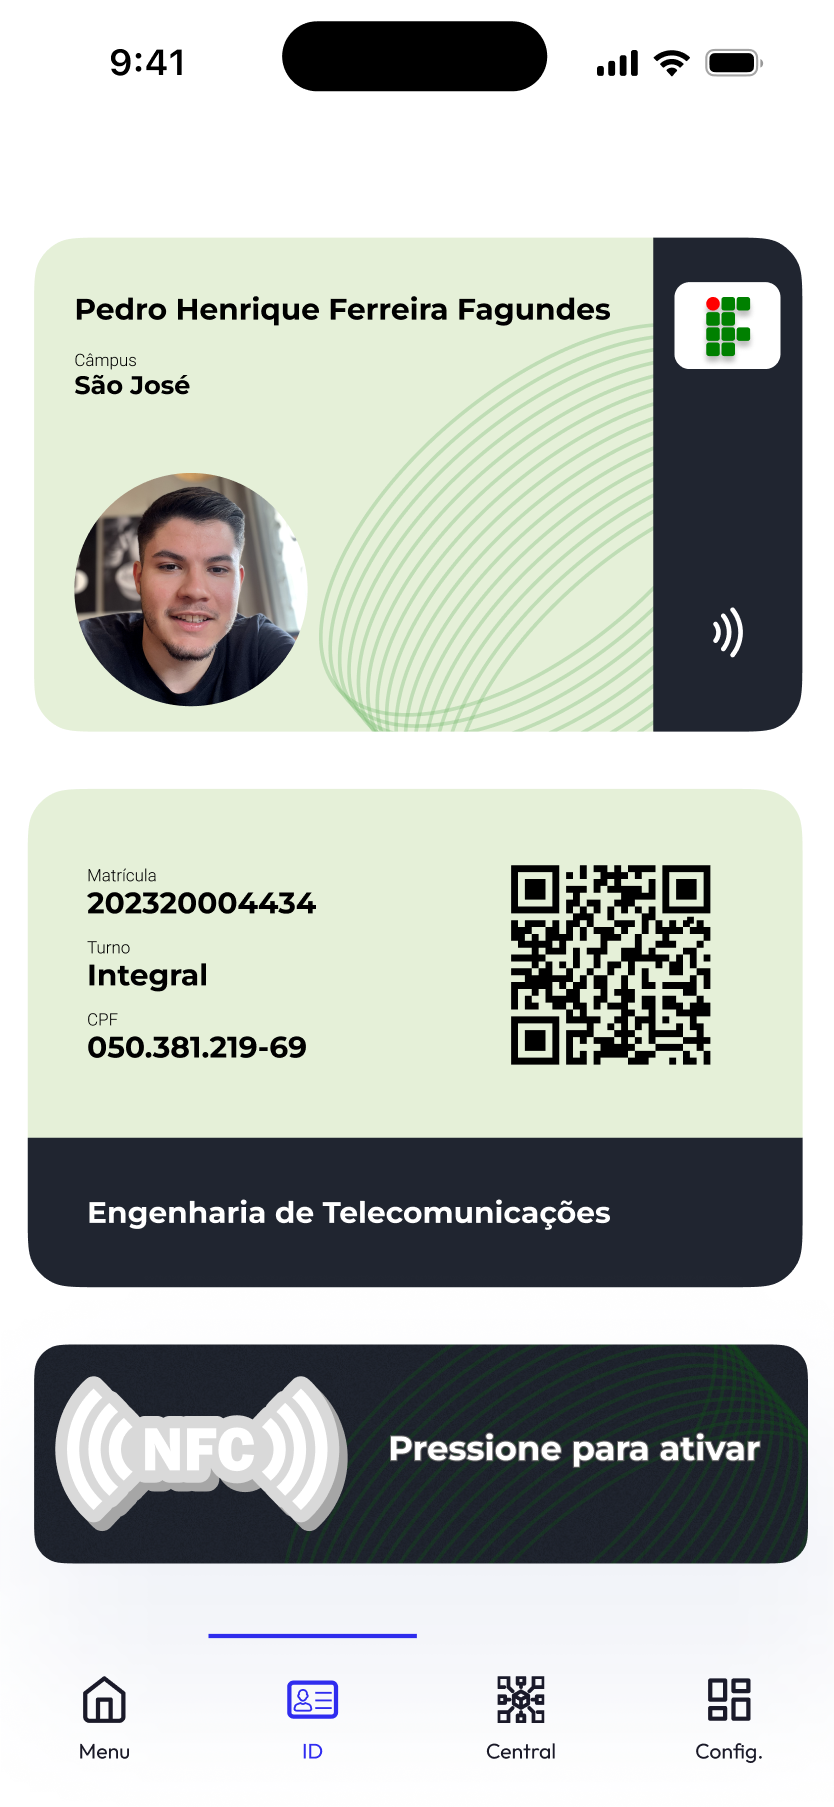 9:41
Pedro Henrique Ferreira Fagundes
Câmpus
São José
Matrícula
202320004434
Turno
Integral
CPF
050.381.219-69
Engenharia de Telecomunicações
NFC
Pressione para ativar
Menu
ID
Central
Config.